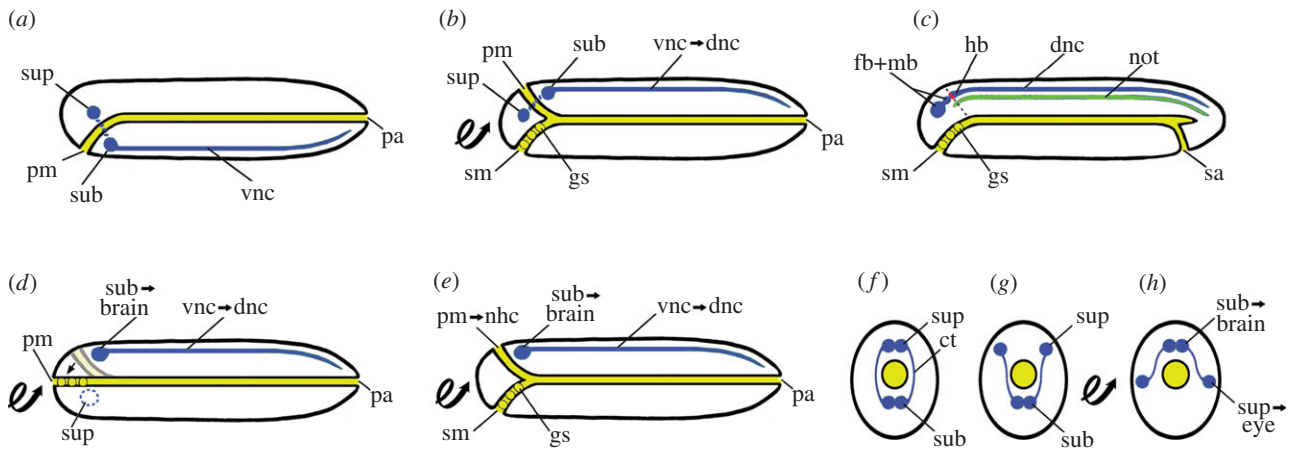 (a)
sup
pm
sub
vnc
pa
(b)
pm
sup
sub
vnc→dnc
sm
gs
pa
(c)
fb+mb
hb
dnc
not
sm
gs
sa
(d)
pm
sub→
brain
vnc→dnc
sup
pa
(e)
pm→nhc
sub→
brain
vnc→dnc
sm
gs
pa
(f)
sup
ct
sub
(g)
sup
sub
(h)
sub→
brain
sup→
eye